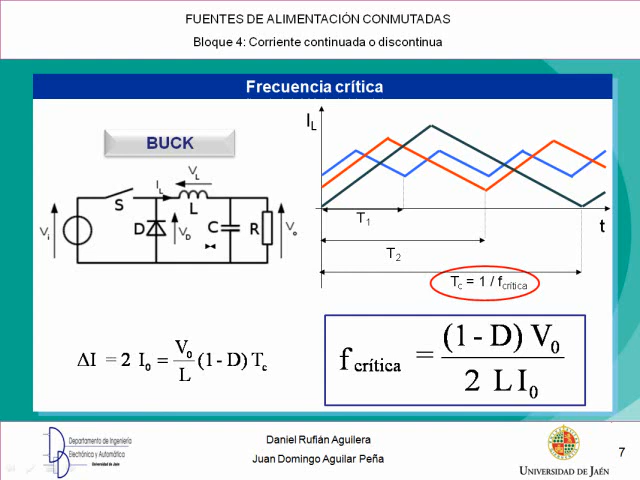 FUENTES DE ALIMENTACIÓN CONMUTADAS
Bloque 4: Corriente continuada o discontinua
Frecuencia crítica
BUCK
I_L
V_L
I_L
S
L
V_i
D
V_D
C
R
V_o
T_1
t
T_2
T_c = 1 / f_crítica
ΔI = 2 I_0 = V_0/L (1 - D) T_c
f_crítica = (1 - D) V_0 / 2 L I_0
Departamento de Ingeniería
Electrónica y Automática
Universidad de Jaén
Daniel Rufián Aguilera
Juan Domingo Aguilar Peña
UNIVERSIDAD DE JAÉN
7